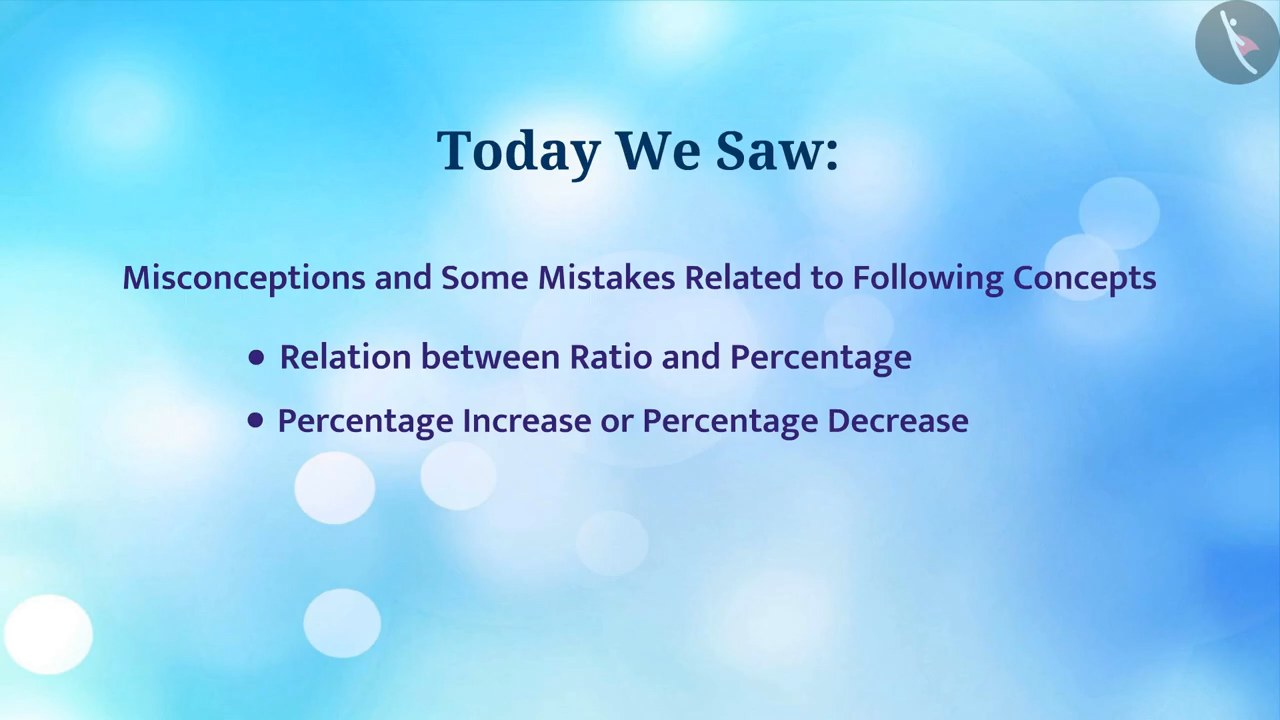 Today We Saw:
Misconceptions and Some Mistakes Related to Following Concepts
• Relation between Ratio and Percentage
• Percentage Increase or Percentage Decrease